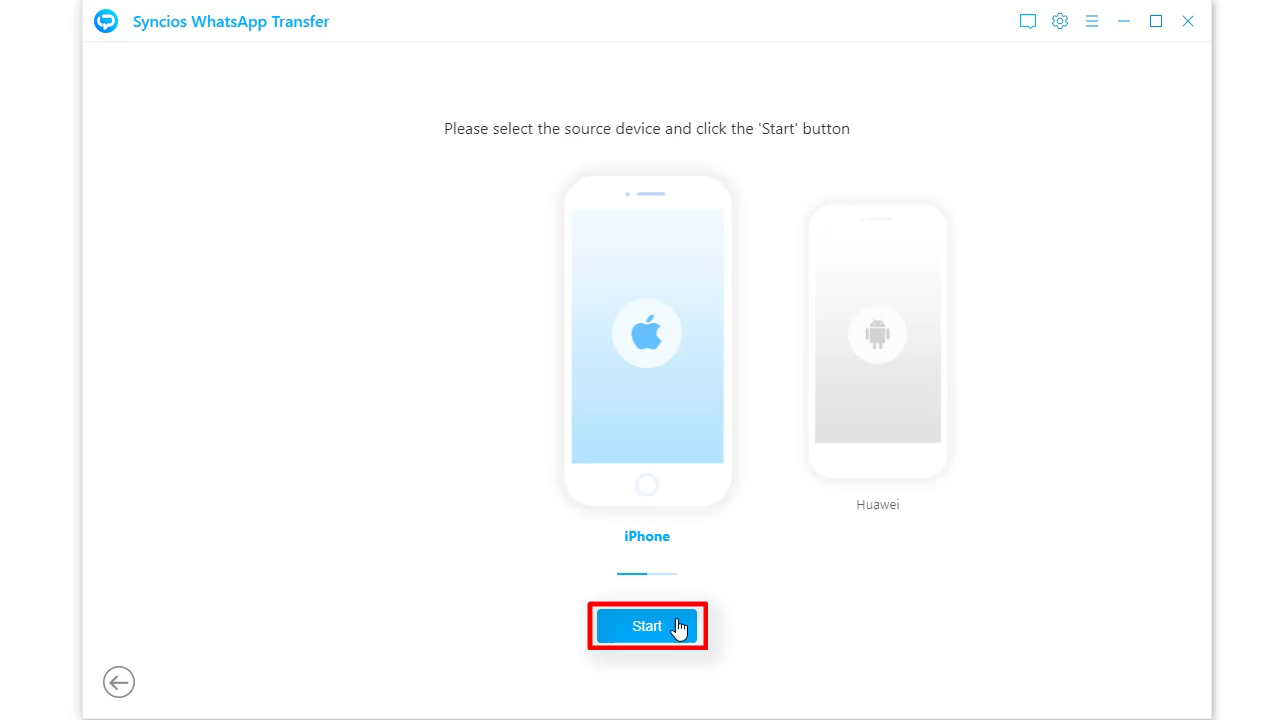 Syncios WhatsApp Transfer
Please select the source device and click the 'Start' button
iPhone
Huawei
Start